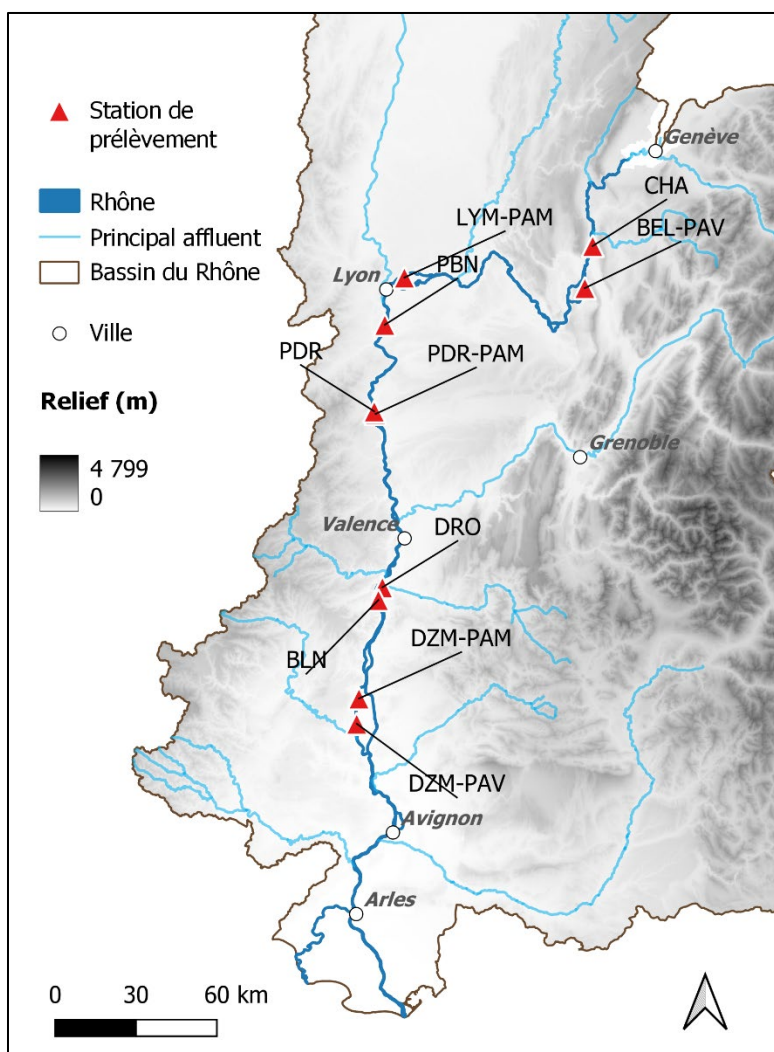 Station de
prélèvement
Rhône
Principal affluent
Bassin du Rhône
Ville
Relief (m)
4 799
0
Genève
CHA
BEL-PAV
LYM-PAM
PBN
Lyon
PDR
PDR-PAM
Grenoble
Valence
DRO
BLN
DZM-PAM
DZM-PAV
Avignon
Arles
0 30 60 km